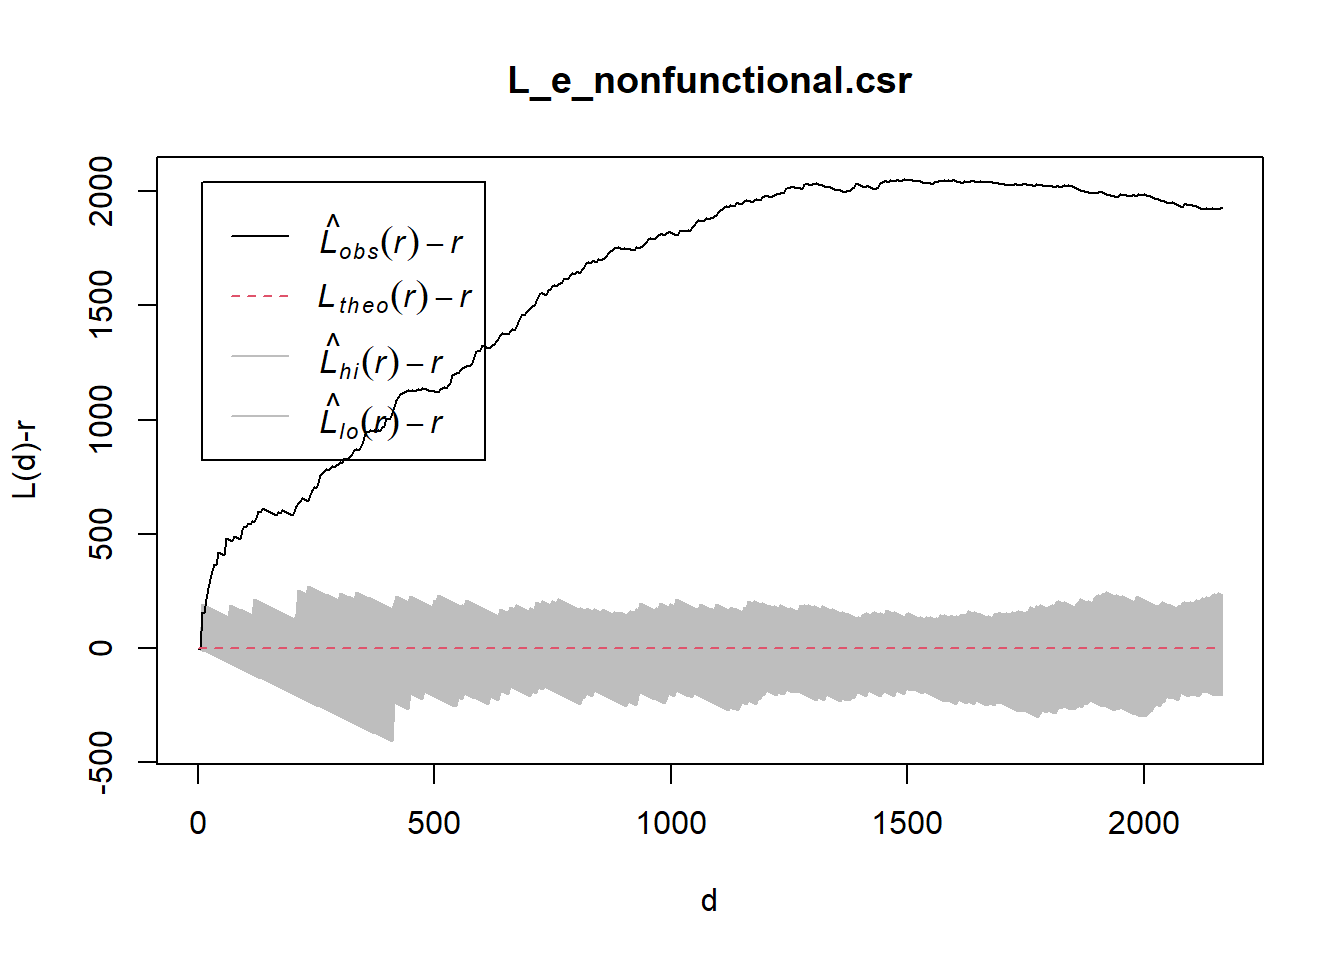 L_e_nonfunctional.csr
L̂obs(r) – r
Ltheo(r) – r
L̂hi(r) – r
L̂lo(r) – r
L(d)-r
2000
1500
1000
500
0
-500
0 500 1000 1500 2000
d